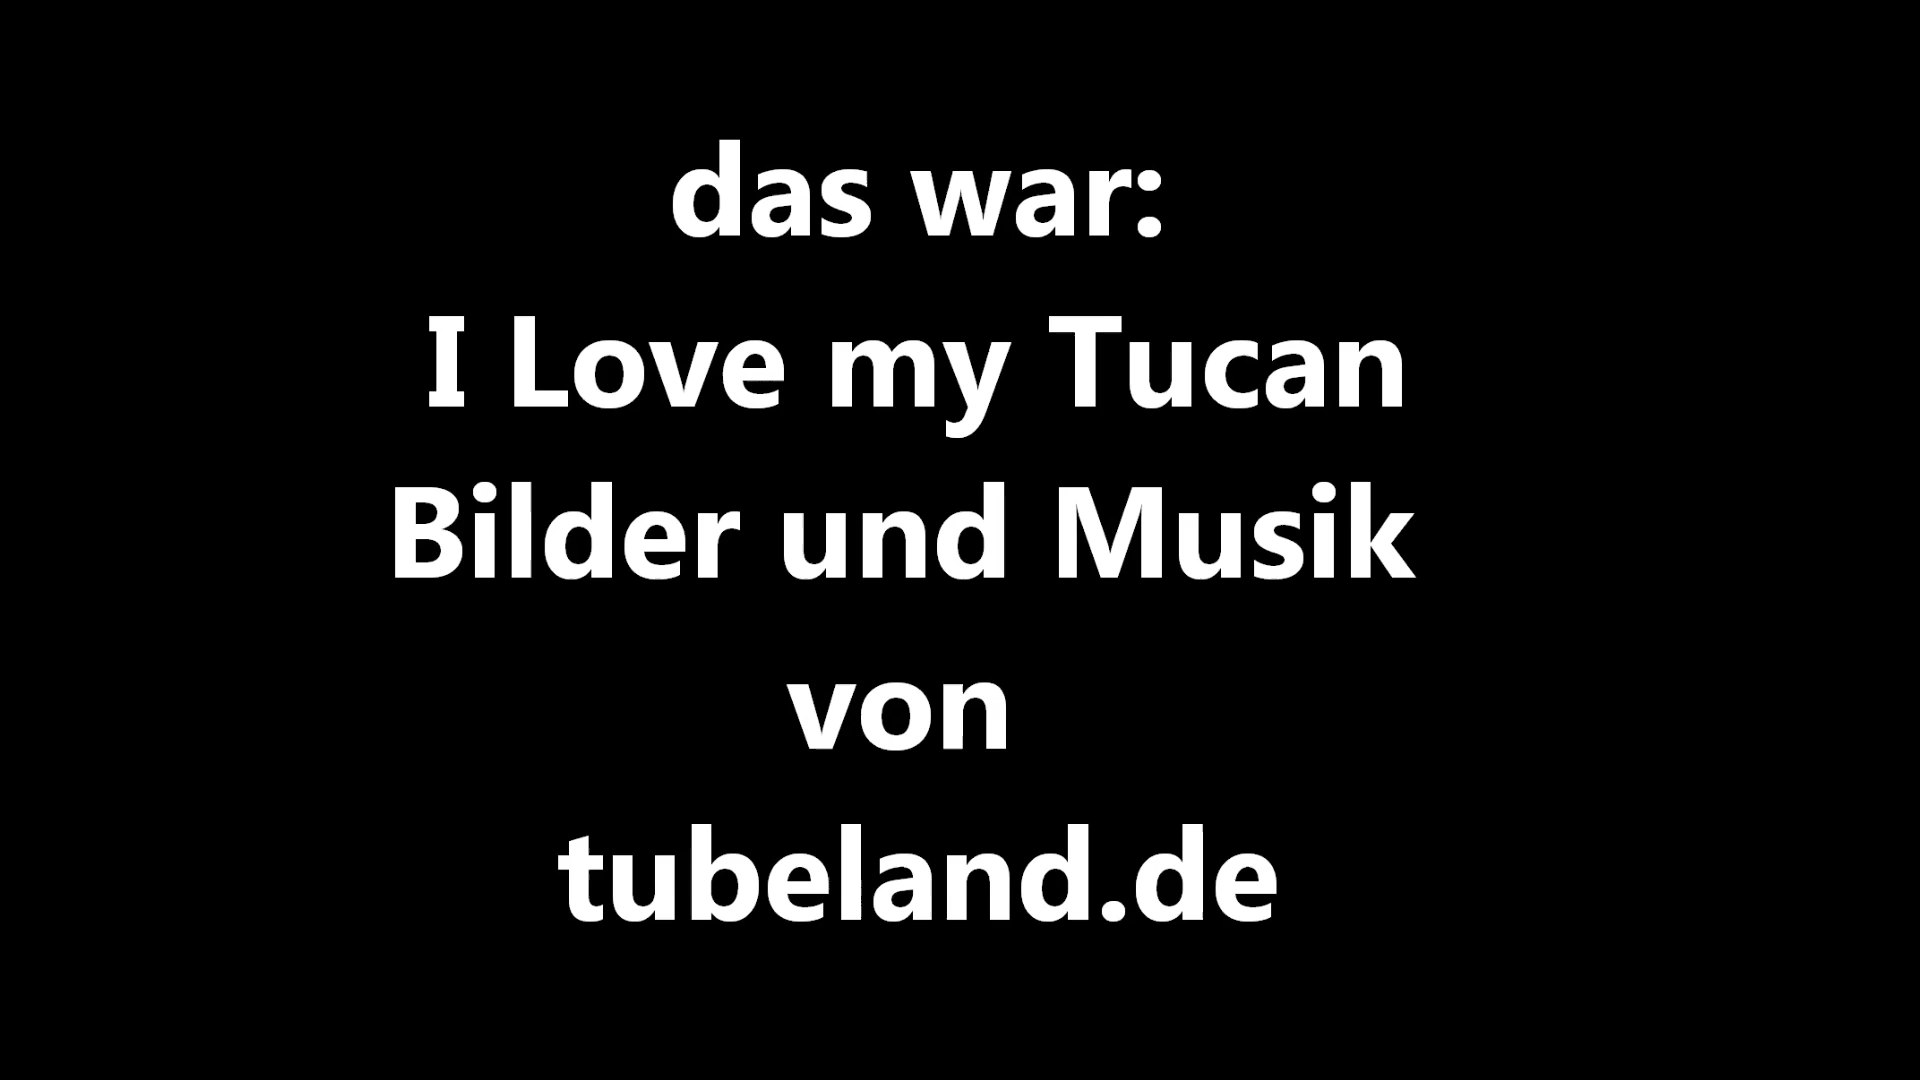 das war:
I Love my Tucan
Bilder und Musik
von
tubeland.de